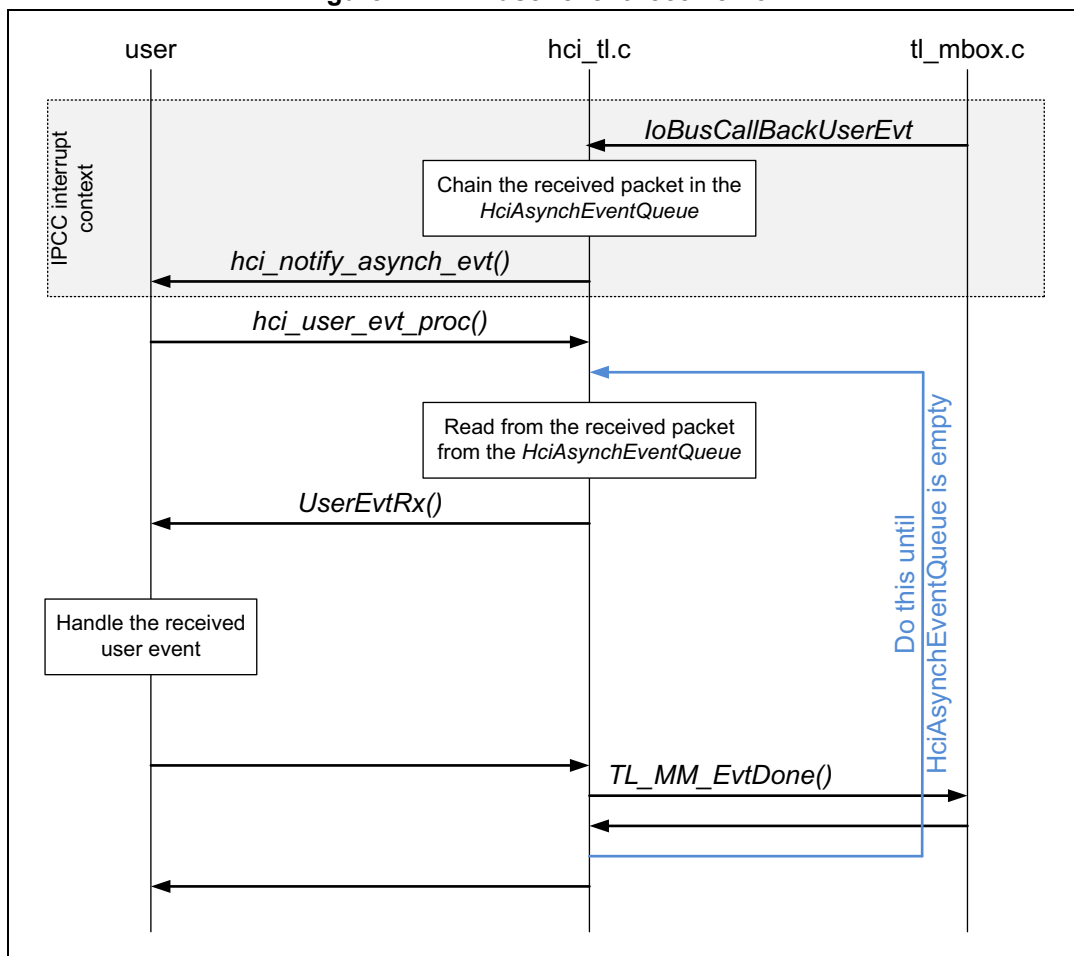 user
hci_tl.c
tl_mbox.c
IPCC interrupt
context
IoBusCallBackUserEvt
Chain the received packet in the
HciAsynchEventQueue
hci_notify_asynch_evt()
hci_user_evt_proc()
Read from the received packet
from the HciAsynchEventQueue
UserEvtRx()
Do this until
HciAsynchEventQueue is empty
Handle the received
user event
TL_MM_EvtDone()